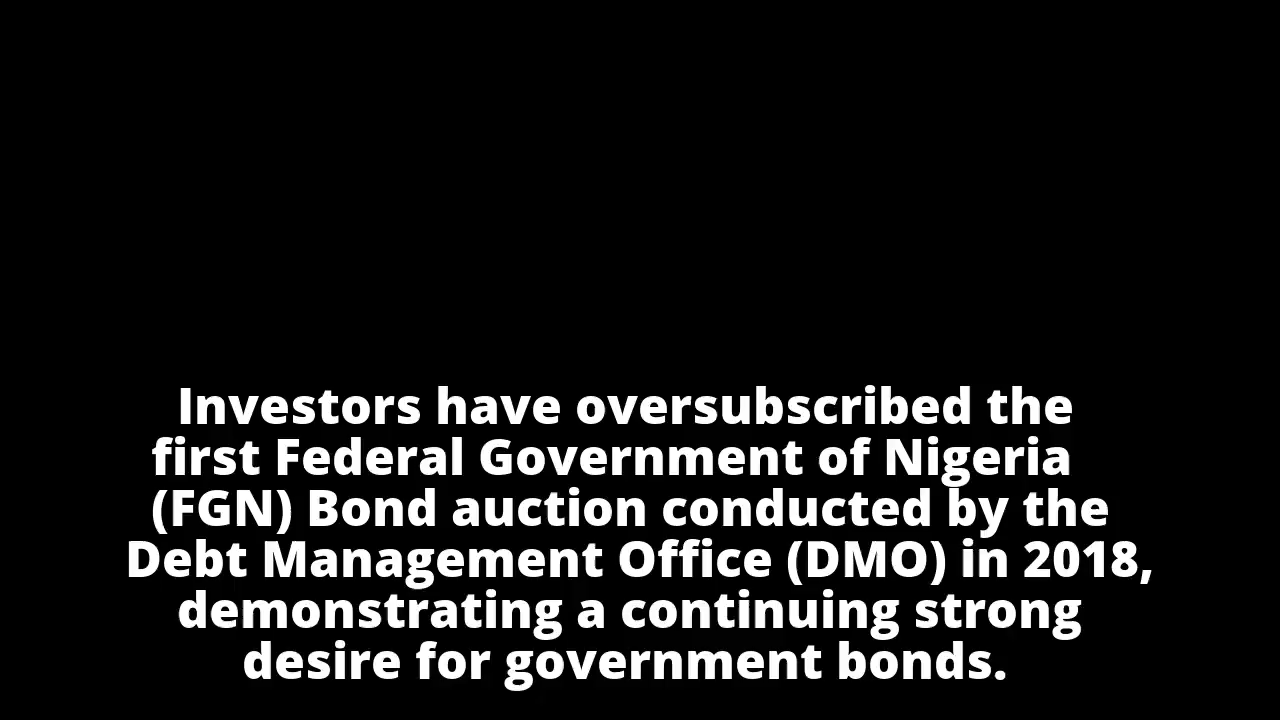 Investors have oversubscribed the
first Federal Government of Nigeria
(FGN) Bond auction conducted by the
Debt Management Office (DMO) in 2018,
demonstrating a continuing strong
desire for government bonds.